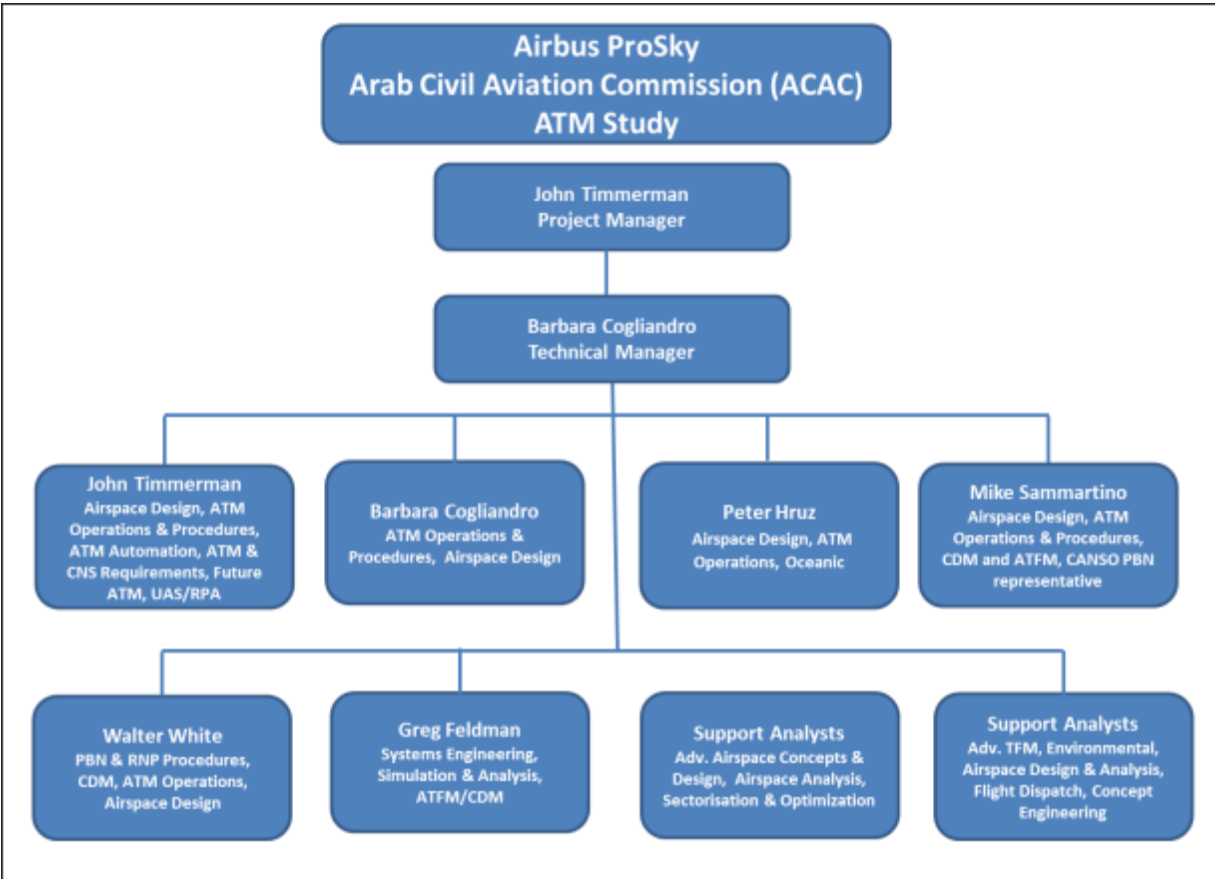 Airbus ProSky
Arab Civil Aviation Commission (ACAC)
ATM Study
John Timmerman
Project Manager
Barbara Cogliandro
Technical Manager
John Timmerman
Airspace Design, ATM
Operations & Procedures,
ATM Automation, ATM &
CNS Requirements, Future
ATM, UAS/RPA
Barbara Cogliandro
ATM Operations &
Procedures, Airspace Design
Peter Hruz
Airspace Design, ATM
Operations, Oceanic
Mike Sammartino
Airspace Design, ATM
Operations & Procedures,
CDM and ATFM, CANSO PBN
representative
Walter White
PBN & RNP Procedures,
CDM, ATM Operations,
Airspace Design
Greg Feldman
Systems Engineering,
Simulation & Analysis,
ATFM/CDM
Support Analysts
Adv. Airspace Concepts &
Design, Airspace Analysis,
Sectorisation & Optimization
Support Analysts
Adv. TFM, Environmental,
Airspace Design & Analysis,
Flight Dispatch, Concept
Engineering